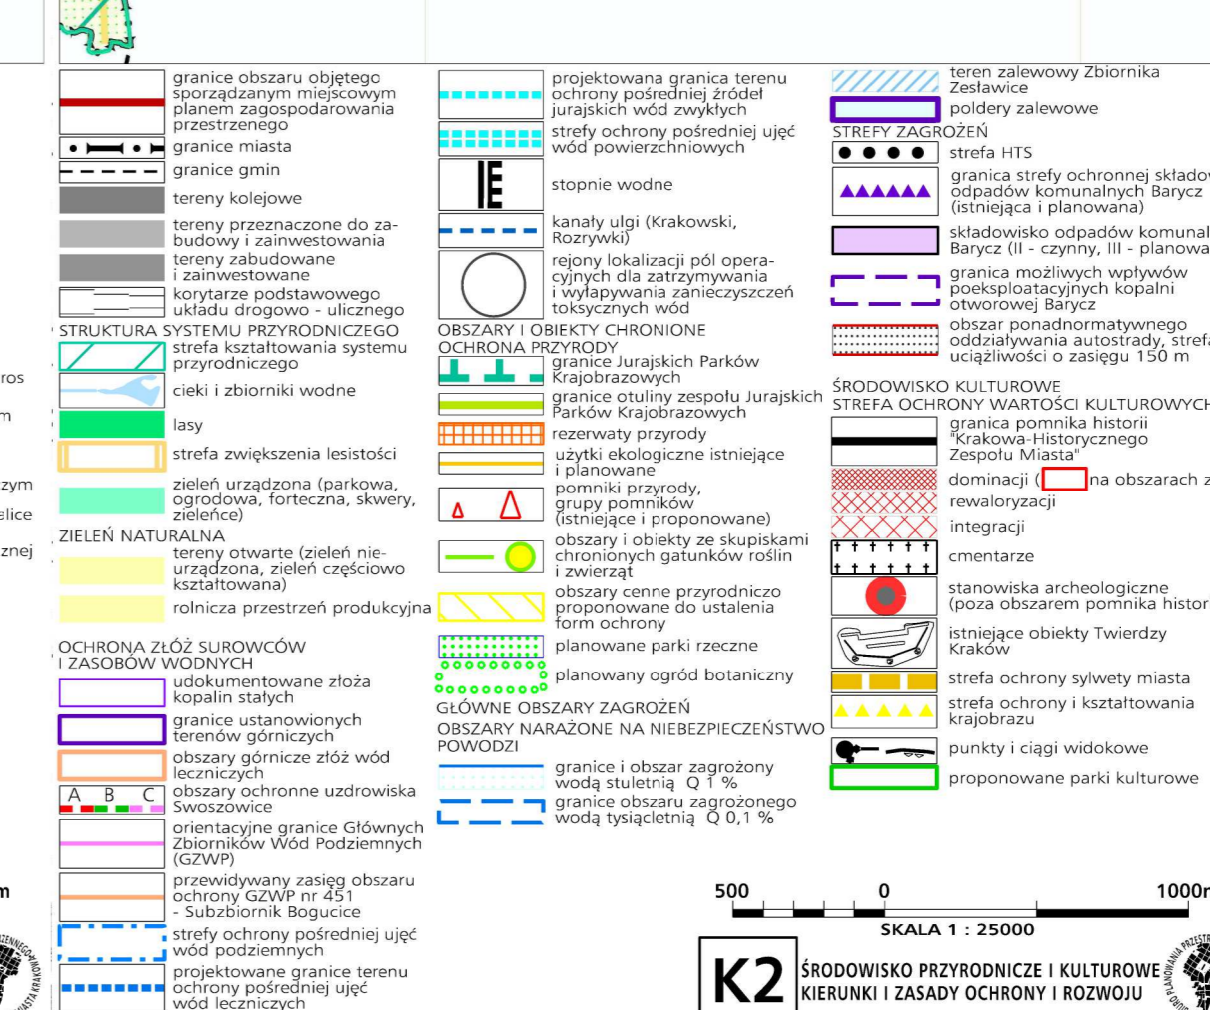 granice obszaru objętego
sporządzanym miejscowym
planem zagospodarowania
przestrzenego
granice miasta
granice gmin
tereny kolejowe
tereny przeznaczone do za-
budowy i zainwestowania
tereny zabudowane
i zainwestowane
korytarze podstawowego
układu drogowo - ulicznego
STRUKTURA SYSTEMU PRZYRODNICZEGO
strefa kształtowania systemu
przyrodniczego
cieki i zbiorniki wodne
lasy
strefa zwiększenia lesistości
zieleń urządzona (parkowa,
ogrodowa, forteczna, skwery,
zieleńce)
ZIELEŃ NATURALNA
tereny otwarte (zieleń nie-
urządzona, zieleń częściowo
kształtowana)
rolnicza przestrzeń produkcyjna
OCHRONA ZŁÓŻ SUROWCÓW
I ZASOBÓW WODNYCH
udokumentowane złoża
kopalin stałych
granice ustanowionych
terenów górniczych
obszary górnicze złóż wód
leczniczych
A B C
obszary ochronne uzdrowiska
Swoszowice
orientacyjne granice Głównych
Zbiorników Wód Podziemnych
(GZWP)
przewidywany zasięg obszaru
ochrony GZWP nr 451
- Subzbiornik Bogucice
strefy ochrony pośredniej ujęć
wód podziemnych
projektowane granice terenu
ochrony pośredniej ujęć
wód leczniczych
projektowana granica terenu
ochrony pośredniej źródeł
jurajskich wód zwykłych
strefy ochrony pośredniej ujęć
wód powierzchniowych
stopnie wodne
kanały ulgi (Krakowski,
Rozrywki)
rejony lokalizacji pól opera-
cyjnych dla zatrzymywania
i wyłapywania zanieczyszczeń
toksycznych wód
OBSZARY I OBIEKTY CHRONIONE
OCHRONA PRZYRODY
granice Jurajskich Parków
Krajobrazowych
granice otuliny zespołu Jurajskich
Parków Krajobrazowych
rezerwaty przyrody
użytki ekologiczne istniejące
i planowane
pomniki przyrody,
grupy pomników
(istniejące i proponowane)
obszary i obiekty ze skupiskami
chronionych gatunków roślin
i zwierząt
obszary cenne przyrodniczo
proponowane do ustalenia
form ochrony
planowane parki rzeczne
planowany ogród botaniczny
GŁÓWNE OBSZARY ZAGROŻEŃ
OBSZARY NARAŻONE NA NIEBEZPIECZEŃSTWO
POWODZI
granice i obszar zagrożony
wodą stuletnią Q 1 %
granice obszaru zagrożonego
wodą tysiącletnią Q 0,1 %
teren zalewowy Zbiornika
Zesławice
poldery zalewowe
STREFY ZAGROŻEŃ
strefa HTS
granica strefy ochronnej składow
odpadów komunalnych Barycz
(istniejąca i planowana)
składowisko odpadów komunal
Barycz (II - czynny, III - planowa
granica możliwych wpływów
poeksploatacyjnych kopalni
otworowej Barycz
obszar ponadnormatywnego
oddziaływania autostrady, strefa
uciążliwości o zasięgu 150 m
ŚRODOWISKO KULTUROWE
STREFA OCHRONY WARTOŚCI KULTUROWYCH
granica pomnika historii
"Krakowa-Historycznego
Zespołu Miasta"
dominacji ( na obszarach z
rewaloryzacji
integracji
cmentarze
stanowiska archeologiczne
(poza obszarem pomnika histor
istniejące obiekty Twierdzy
Kraków
strefa ochrony sylwety miasta
strefa ochrony i kształtowania
krajobrazu
punkty i ciągi widokowe
proponowane parki kulturowe
500 0 1000m
SKALA 1 : 25000
K2
ŚRODOWISKO PRZYRODNICZE I KULTUROWE
KIERUNKI I ZASADY OCHRONY I ROZWOJU